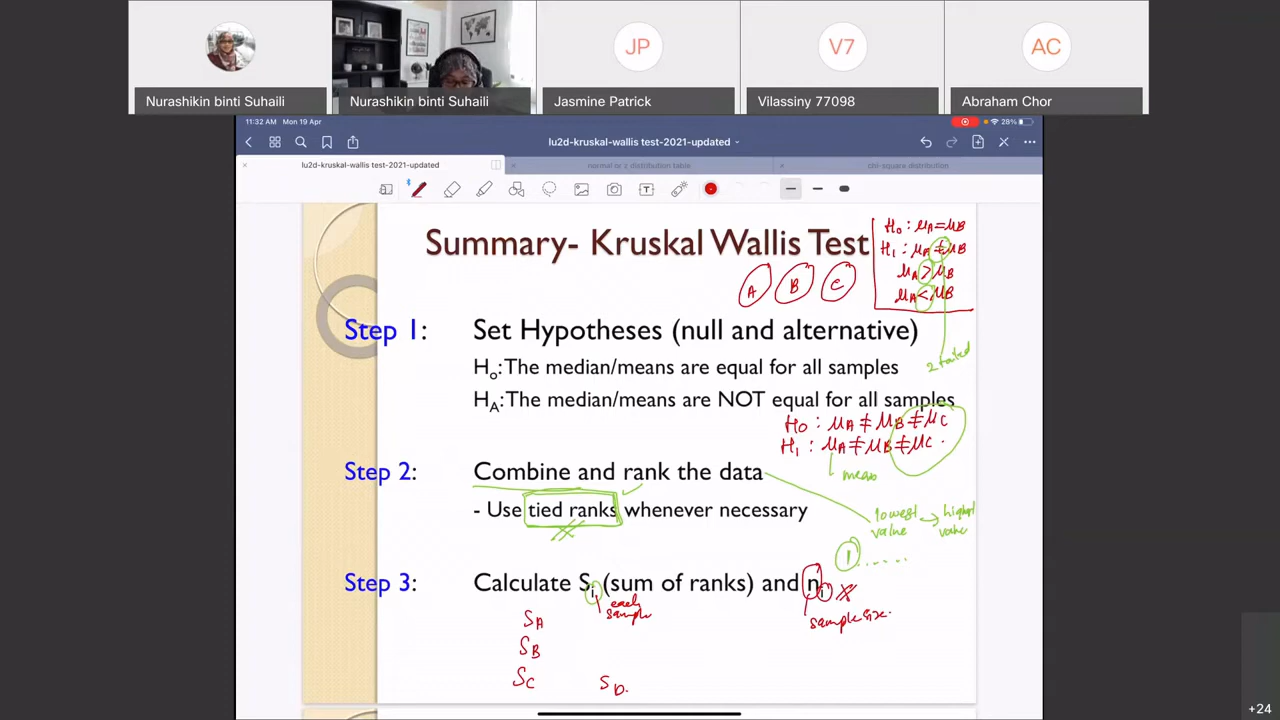 JP
V7
AC
Nurashikin binti Suhaili
Nurashikin binti Suhaili
Jasmine Patrick
Vilassiny 77098
Abraham Chor
11:32 AM Mon 19 Apr
28%
lu2d-kruskal-wallis test-2021-updated
lu2d-kruskal-wallis test-2021-updated
normal or z distribution table
chi-square distribution
Summary- Kruskal Wallis Test
H₀ : μA = μB
H₁ : μA ≠ μB
μA > μB
μA < μB
2 tailed
A B C
Step 1: Set Hypotheses (null and alternative)
Ho: The median/means are equal for all samples
HA: The median/means are NOT equal for all samples
H₀ : μA ≠ μB ≠ μC
H₁ : μA ≠ μB ≠ μC
mean
Step 2: Combine and rank the data
- Use tied ranks whenever necessary
lowest value → highest value
1 ......
Step 3: Calculate Si (sum of ranks) and ni
each sample
sample size
SA
SB
SC SD.
+24